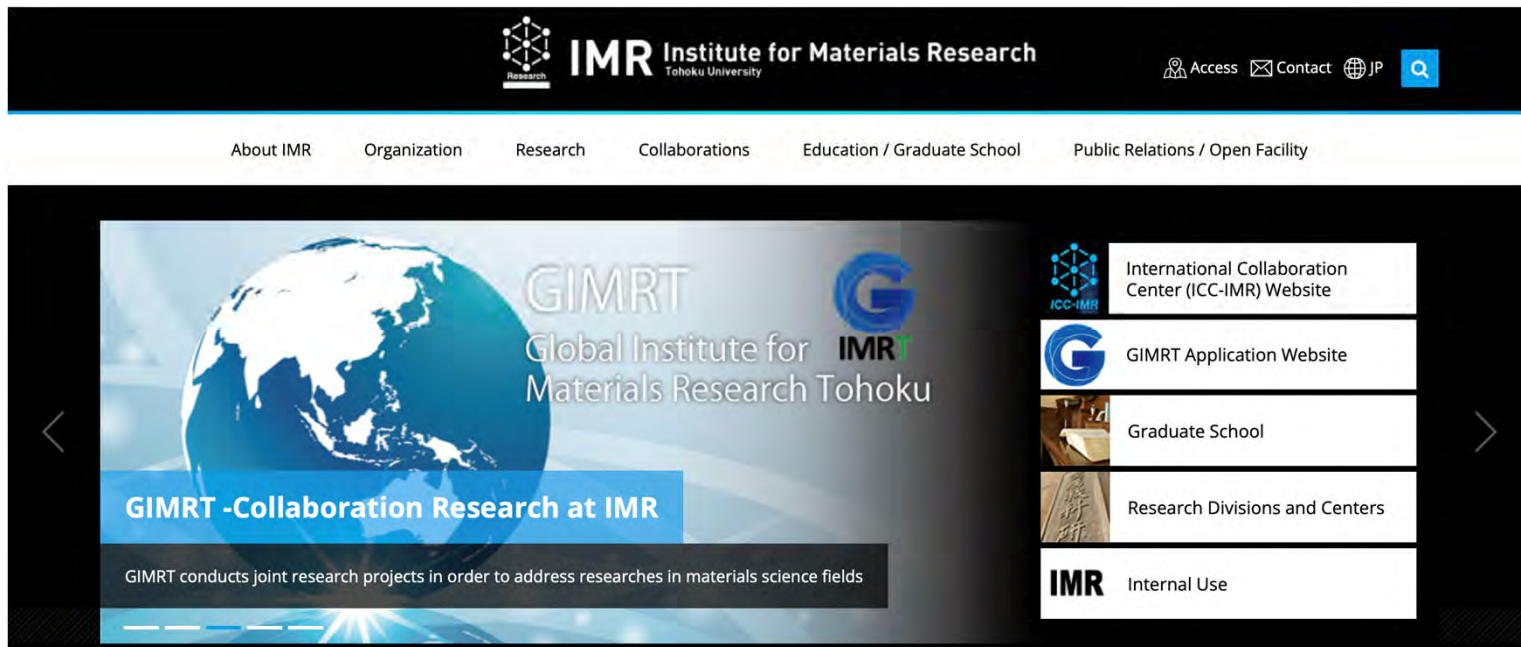 Research
IMR Institute for Materials Research
Tohoku University
Access Contact JP
About IMR Organization Research Collaborations Education / Graduate School Public Relations / Open Facility
GIMRT
Global Institute for
Materials Research Tohoku
G
IMRT
GIMRT -Collaboration Research at IMR
GIMRT conducts joint research projects in order to address researches in materials science fields
ICC-IMR
International Collaboration
Center (ICC-IMR) Website
G
GIMRT Application Website
Graduate School
Research Divisions and Centers
IMR Internal Use